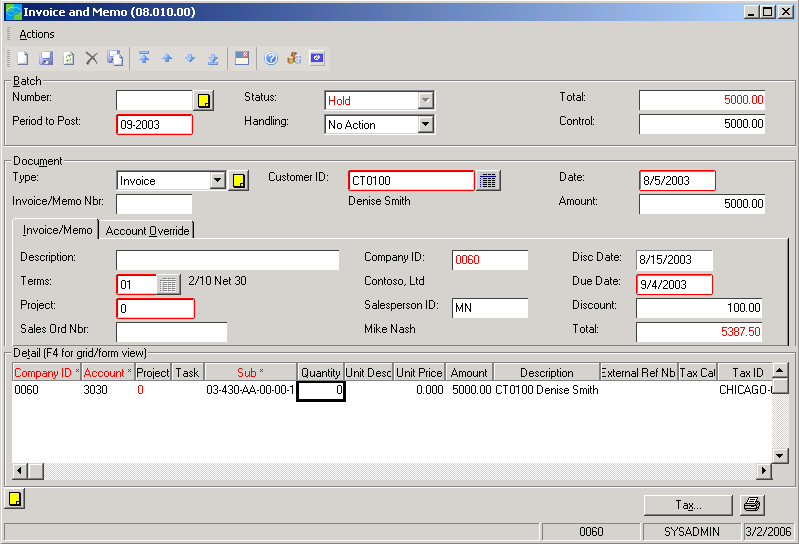 Invoice and Memo (08.010.00)
Actions
Batch
Number: Status: Hold Total: 5000.00
Period to Post: 09-2003 Handling: No Action Control: 5000.00
Document
Type: Invoice Customer ID: CT0100 Date: 8/5/2003
Invoice/Memo Nbr: Denise Smith Amount: 5000.00
Invoice/Memo Account Override
Description: Company ID: 0060 Disc Date: 8/15/2003
Terms: 01 2/10 Net 30 Contoso, Ltd Due Date: 9/4/2003
Project: 0 Salesperson ID: MN Discount: 100.00
Sales Ord Nbr: Mike Nash Total: 5387.50
Detail (F4 for grid/form view)
Company ID * Account * Project Task Sub * Quantity Unit Desc Unit Price Amount Description External Ref Nb Tax Cat Tax ID
0060 3030 0 03-430-AA-00-00-1 0 0.000 5000.00 CT0100 Denise Smith CHICAGO-
Tax...
0060 SYSADMIN 3/2/2006